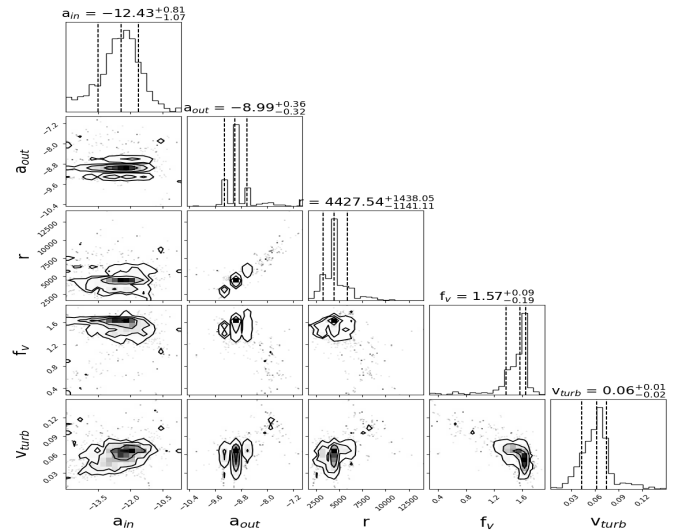 a_in = −12.43+0.81−1.07
a_out = −8.99+0.36−0.32
= 4427.54+1438.05−1141.11
f_v = 1.57+0.09−0.19
v_turb = 0.06+0.01−0.02
a_out
−7.2
−8.0
−8.8
−9.6
−10.4
r
12500
10000
7500
5000
2500
f_v
1.6
1.2
0.8
0.4
v_turb
0.12
0.09
0.06
0.03
−13.5 −12.0 −10.5
−10.4 −9.6 −8.8 −8.0 −7.2
2500 5000 7500 10000 12500
0.4 0.8 1.2 1.6
0.03 0.06 0.09 0.12
a_in a_out r f_v v_turb